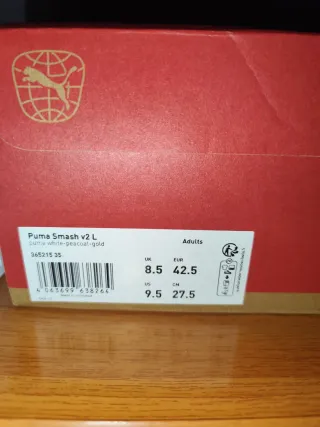 Puma Smash v2 L
puma white-peacoat-gold
Adults
365215 35
UK EUR
8.5 42.5
US CM
9.5 27.5
4 063699 638264